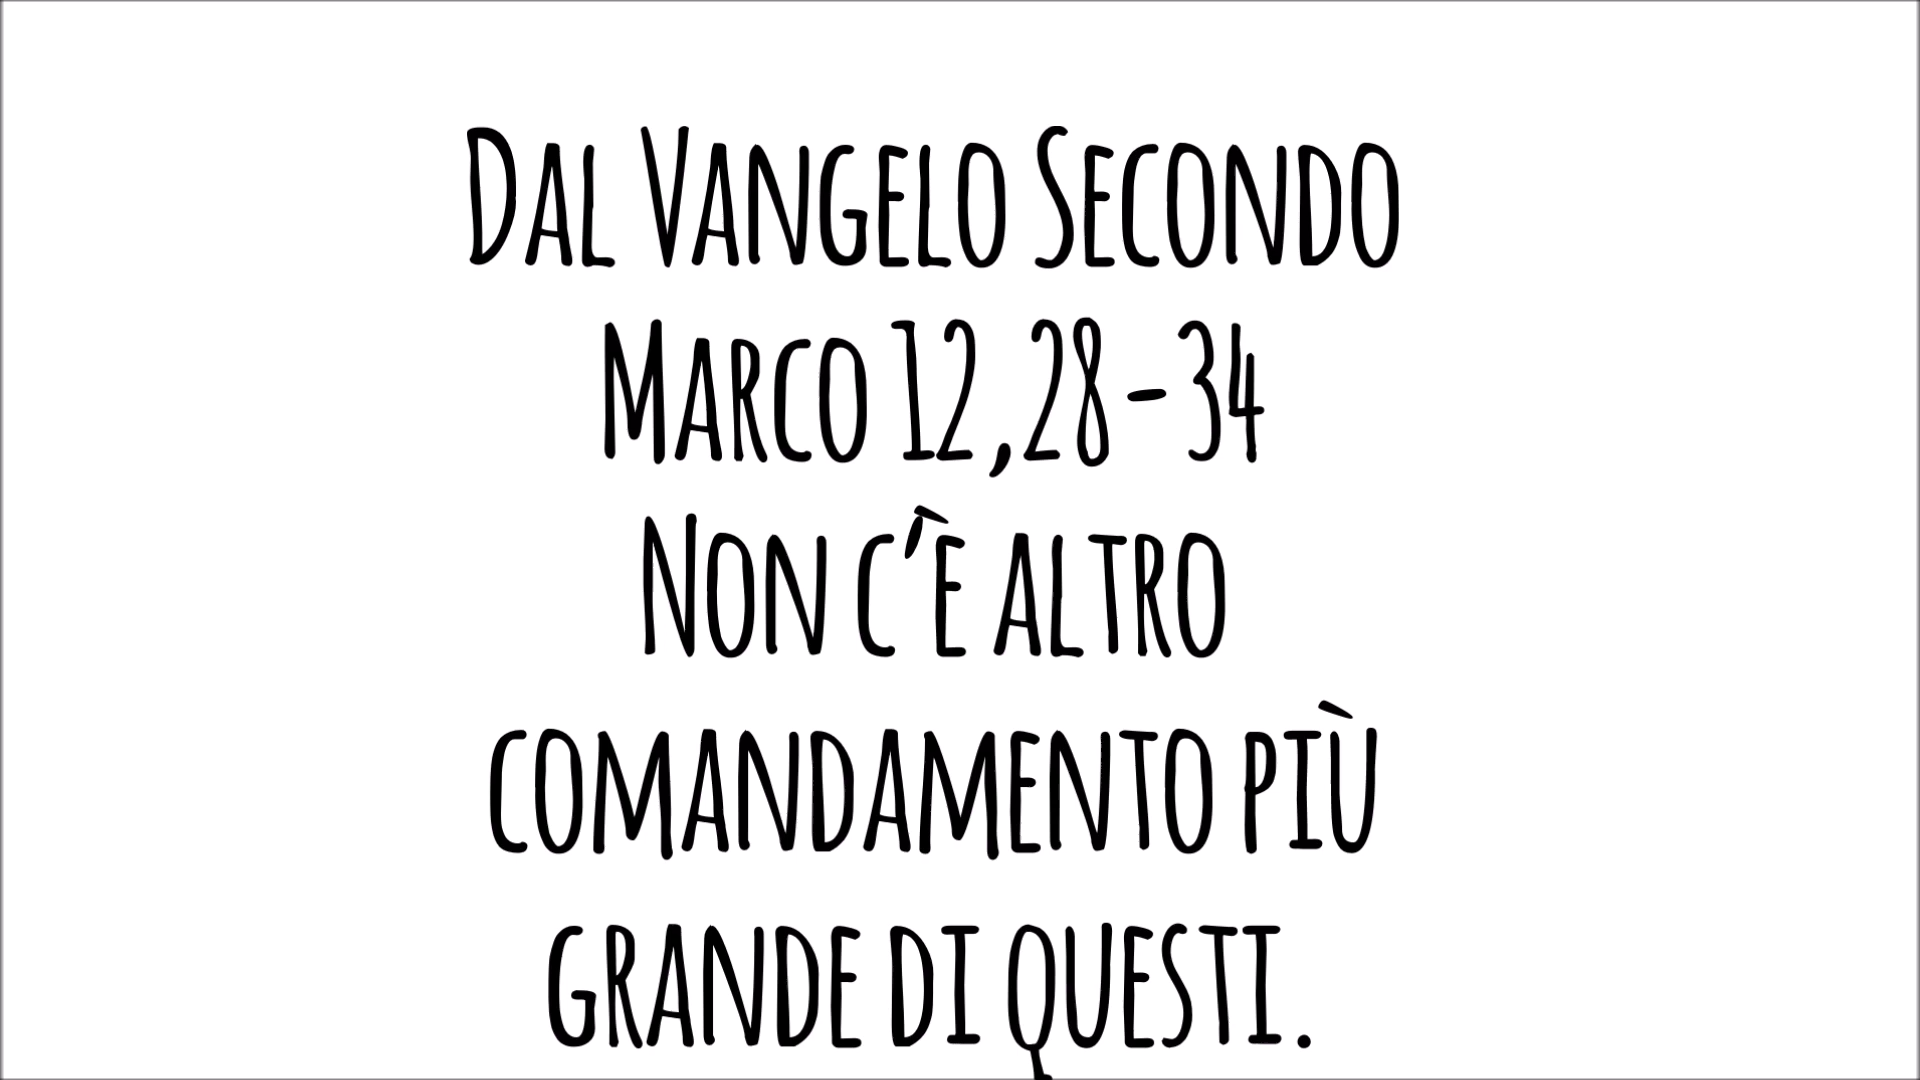 Dal Vangelo Secondo
Marco 12,28-34
Non c'è altro
comandamento più
grande di questi.